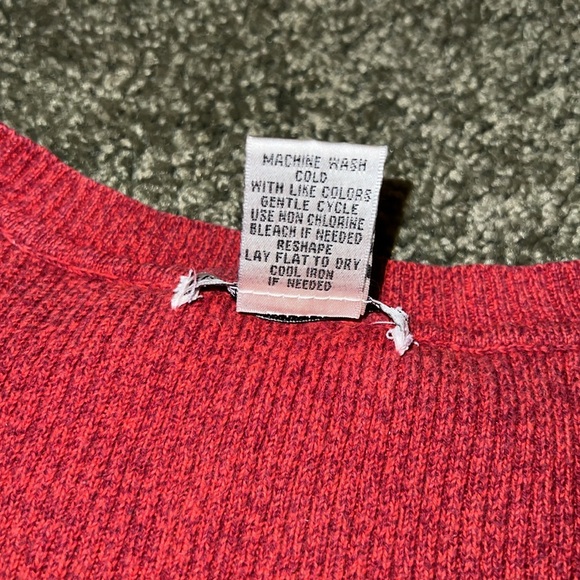 MACHINE WASH
COLD
WITH LIKE COLORS
GENTLE CYCLE
USE NON CHLORINE
BLEACH IF NEEDED
RESHAPE
LAY FLAT TO DRY
COOL IRON
IF NEEDED